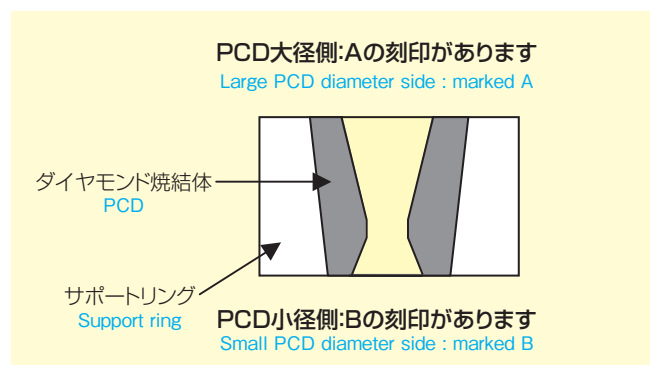 PCD大径側:Aの刻印があります
Large PCD diameter side : marked A
ダイヤモンド焼結体
PCD
サポートリング
Support ring
PCD小径側:Bの刻印があります
Small PCD diameter side : marked B